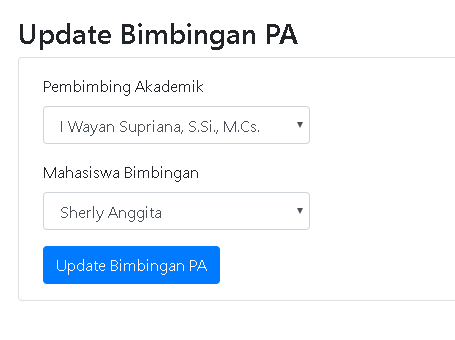 Update Bimbingan PA
Pembimbing Akademik
I Wayan Supriana, S.Si., M.Cs.
Mahasiswa Bimbingan
Sherly Anggita
Update Bimbingan PA